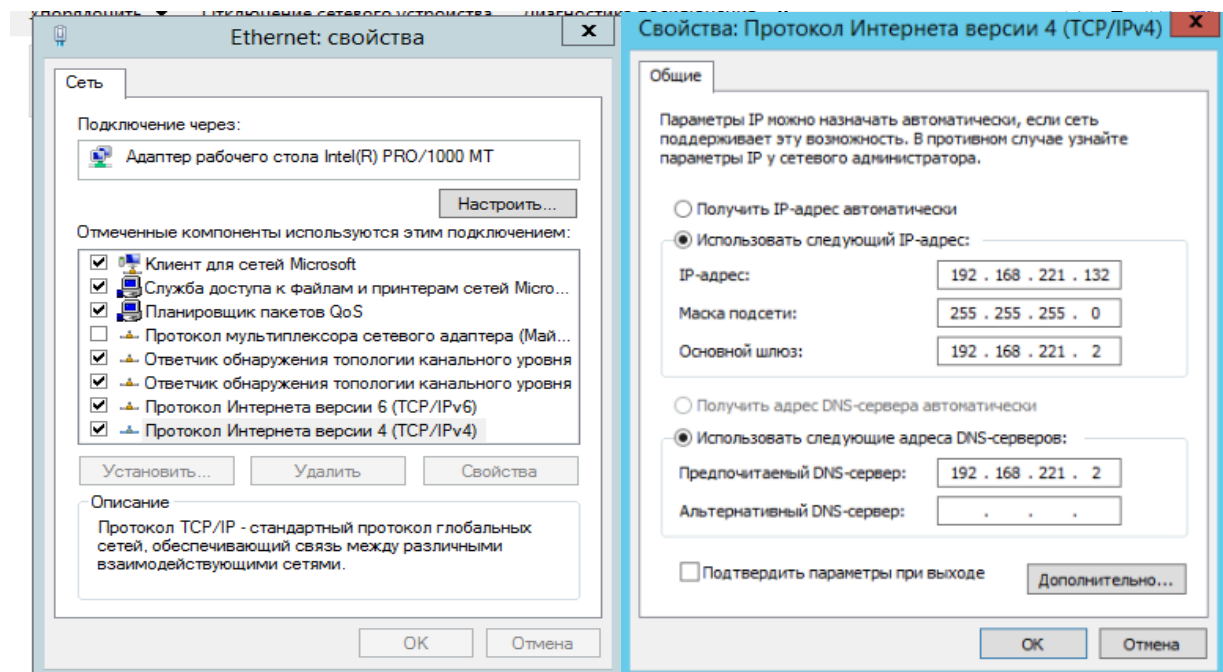 Упорядочить Отключение сетевого устройства Диагностика подключения
Ethernet: свойства
x
Сеть
Подключение через:
Адаптер рабочего стола Intel(R) PRO/1000 MT
Настроить...
Отмеченные компоненты используются этим подключением:
Клиент для сетей Microsoft
Служба доступа к файлам и принтерам сетей Micro...
Планировщик пакетов QoS
Протокол мультиплексора сетевого адаптера (Май...
Ответчик обнаружения топологии канального уровня
Ответчик обнаружения топологии канального уровня
Протокол Интернета версии 6 (TCP/IPv6)
Протокол Интернета версии 4 (TCP/IPv4)
Установить...
Удалить
Свойства
Описание
Протокол TCP/IP - стандартный протокол глобальных
сетей, обеспечивающий связь между различными
взаимодействующими сетями.
OK
Отмена
Свойства: Протокол Интернета версии 4 (TCP/IPv4)
x
Общие
Параметры IP можно назначать автоматически, если сеть
поддерживает эту возможность. В противном случае узнайте
параметры IP у сетевого администратора.
Получить IP-адрес автоматически
Использовать следующий IP-адрес:
IP-адрес: 192 . 168 . 221 . 132
Маска подсети: 255 . 255 . 255 . 0
Основной шлюз: 192 . 168 . 221 . 2
Получить адрес DNS-сервера автоматически
Использовать следующие адреса DNS-серверов:
Предпочитаемый DNS-сервер: 192 . 168 . 221 . 2
Альтернативный DNS-сервер: . . .
Подтвердить параметры при выходе
Дополнительно...
OK
Отмена